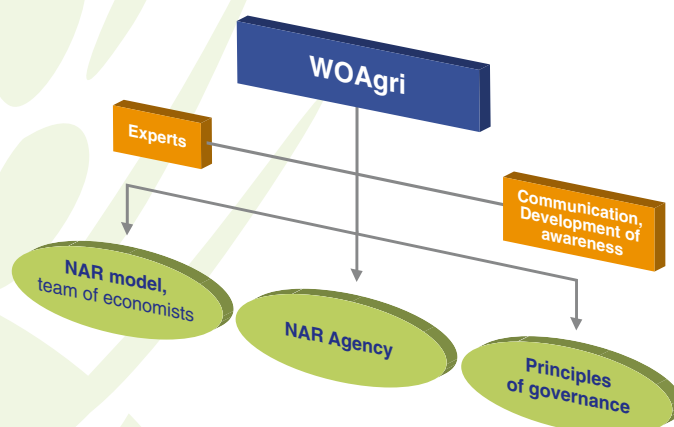 WOAgri
Experts
Communication,
Development of
awareness
NAR model,
team of economists
NAR Agency
Principles
of governance